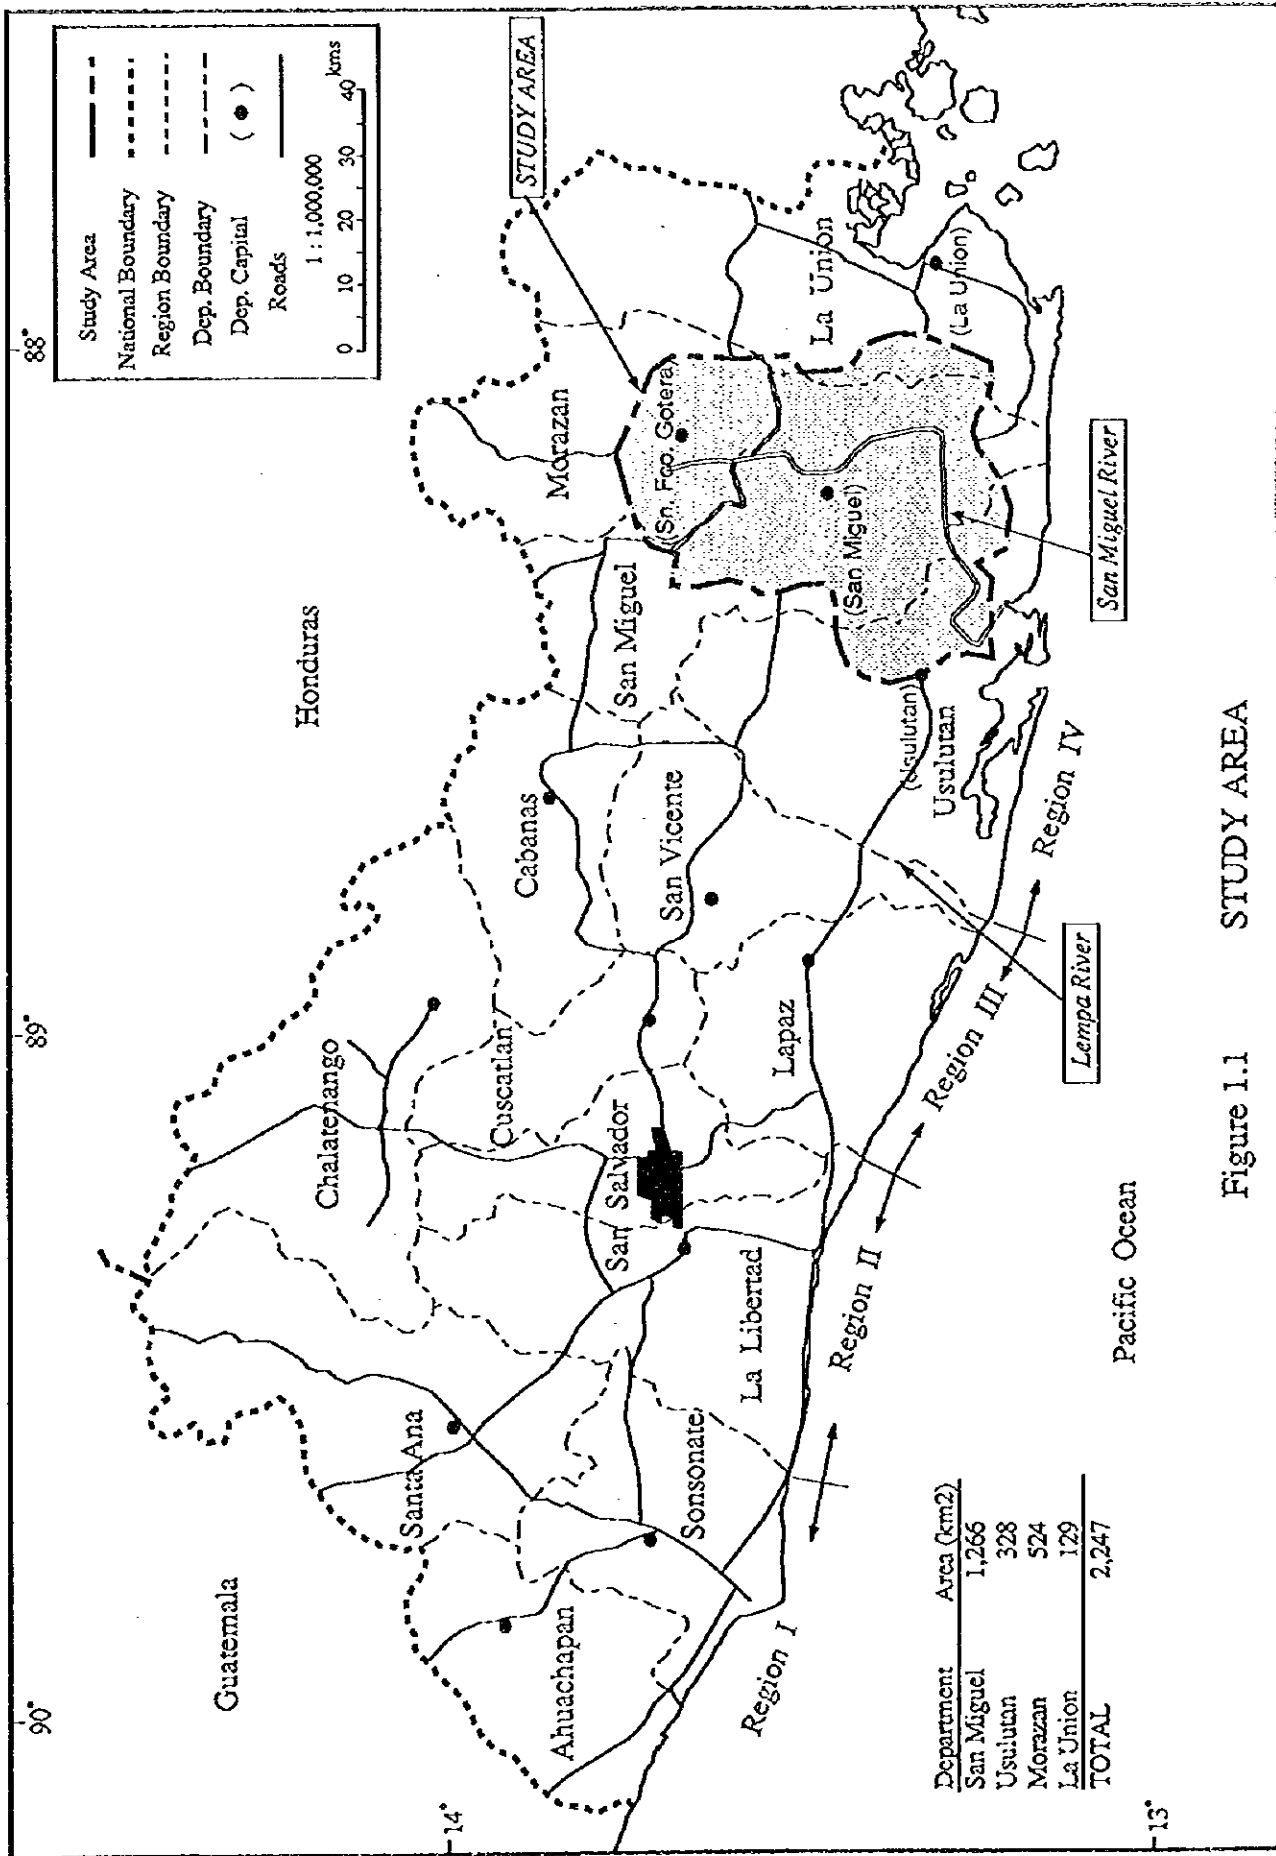 90°
89°
88°
14°
13°
Study Area
National Boundary
Region Boundary
Dep. Boundary
Dep. Capital ( )
Roads
1 : 1,000,000
0 10 20 30 40 kms
STUDY AREA
Guatemala
Honduras
Chalatenango
Santa Ana
Ahuachapan
Sonsonate
La Libertad
San Salvador
Cuscatlan
Cabanas
San Vicente
Lapaz
San Miguel
Morazan
(Sn. Fco. Gotera)
(San Miguel)
La Union
(La Union)
(Usulutan)
Usulutan
Region I
Region II
Region III
Region IV
Lempa River
San Miguel River
Pacific Ocean
Department Area (km2)
San Miguel 1,266
Usulutan 328
Morazan 524
La Union 129
TOTAL 2,247
Figure 1.1 STUDY AREA